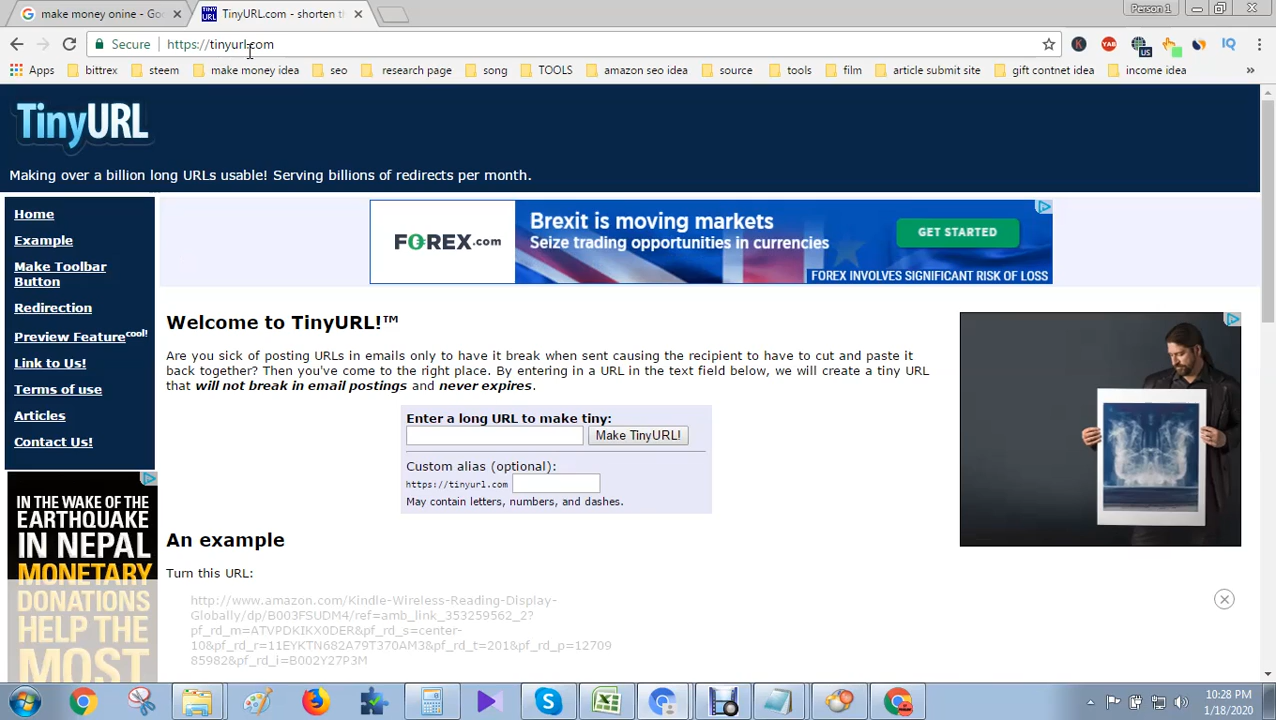 make money onine - Go
TinyURL.com - shorten th
Person 1
Secure
https://tinyurl.com
Apps
bittrex
steem
make money idea
seo
research page
song
TOOLS
amazon seo idea
source
tools
film
article submit site
gift contnet idea
income idea
TinyURL
Making over a billion long URLs usable! Serving billions of redirects per month.
Home
Example
Make Toolbar
Button
Redirection
Preview Feature cool!
Link to Us!
Terms of use
Articles
Contact Us!
FOREX.com
Brexit is moving markets
Seize trading opportunities in currencies
GET STARTED
FOREX INVOLVES SIGNIFICANT RISK OF LOSS
Welcome to TinyURL!™
Are you sick of posting URLs in emails only to have it break when sent causing the recipient to have to cut and paste it
back together? Then you've come to the right place. By entering in a URL in the text field below, we will create a tiny URL
that will not break in email postings and never expires.
Enter a long URL to make tiny:
Make TinyURL!
Custom alias (optional):
https://tinyurl.com
May contain letters, numbers, and dashes.
An example
Turn this URL:
http://www.amazon.com/Kindle-Wireless-Reading-Display-
Globally/dp/B003FSUDM4/ref=amb_link_353259562_2?
pf_rd_m=ATVPDKIKX0DER&pf_rd_s=center-
10&pf_rd_r=11EYKTN682A79T370AM3&pf_rd_t=201&pf_rd_p=12709
85982&pf_rd_i=B002Y27P3M
IN THE WAKE OF THE
EARTHQUAKE
IN NEPAL
MONETARY
DONATIONS
HELP THE
MOST
10:28 PM
1/18/2020